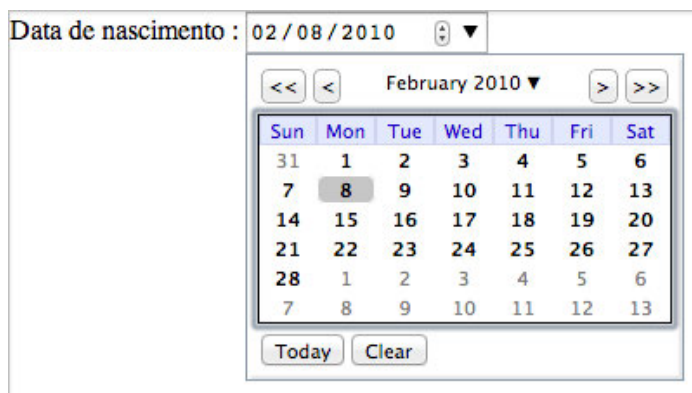 Data de nascimento : 02/08/2010 ▼
<< < February 2010 ▼ > >>
Sun Mon Tue Wed Thu Fri Sat
31 1 2 3 4 5 6
7 8 9 10 11 12 13
14 15 16 17 18 19 20
21 22 23 24 25 26 27
28 1 2 3 4 5 6
7 8 9 10 11 12 13
Today Clear